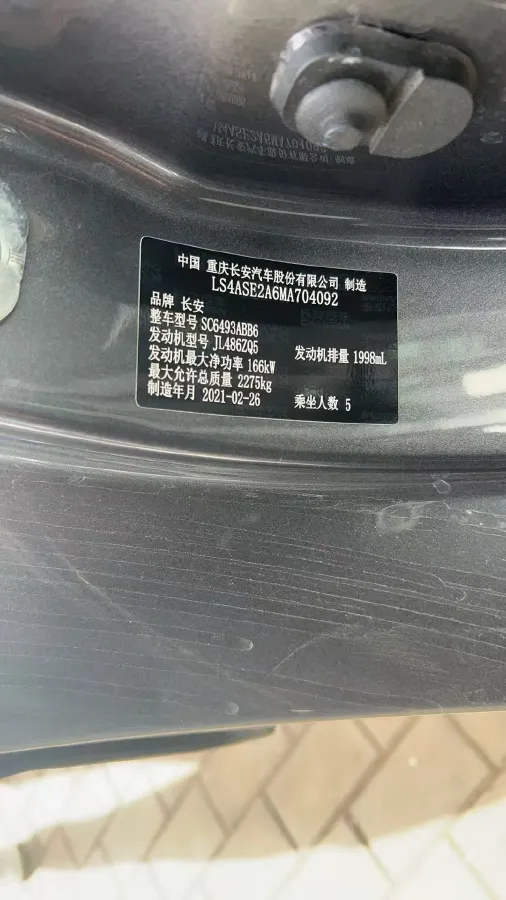 中国 重庆长安汽车股份有限公司 制造
LS4ASE2A6MA704092
品牌 长安
整车型号 SC6493ABB6
发动机型号 JL486ZQ5 发动机排量 1998mL
发动机最大净功率 166kW
最大允许总质量 2275kg
制造年月 2021-02-26 乘坐人数 5